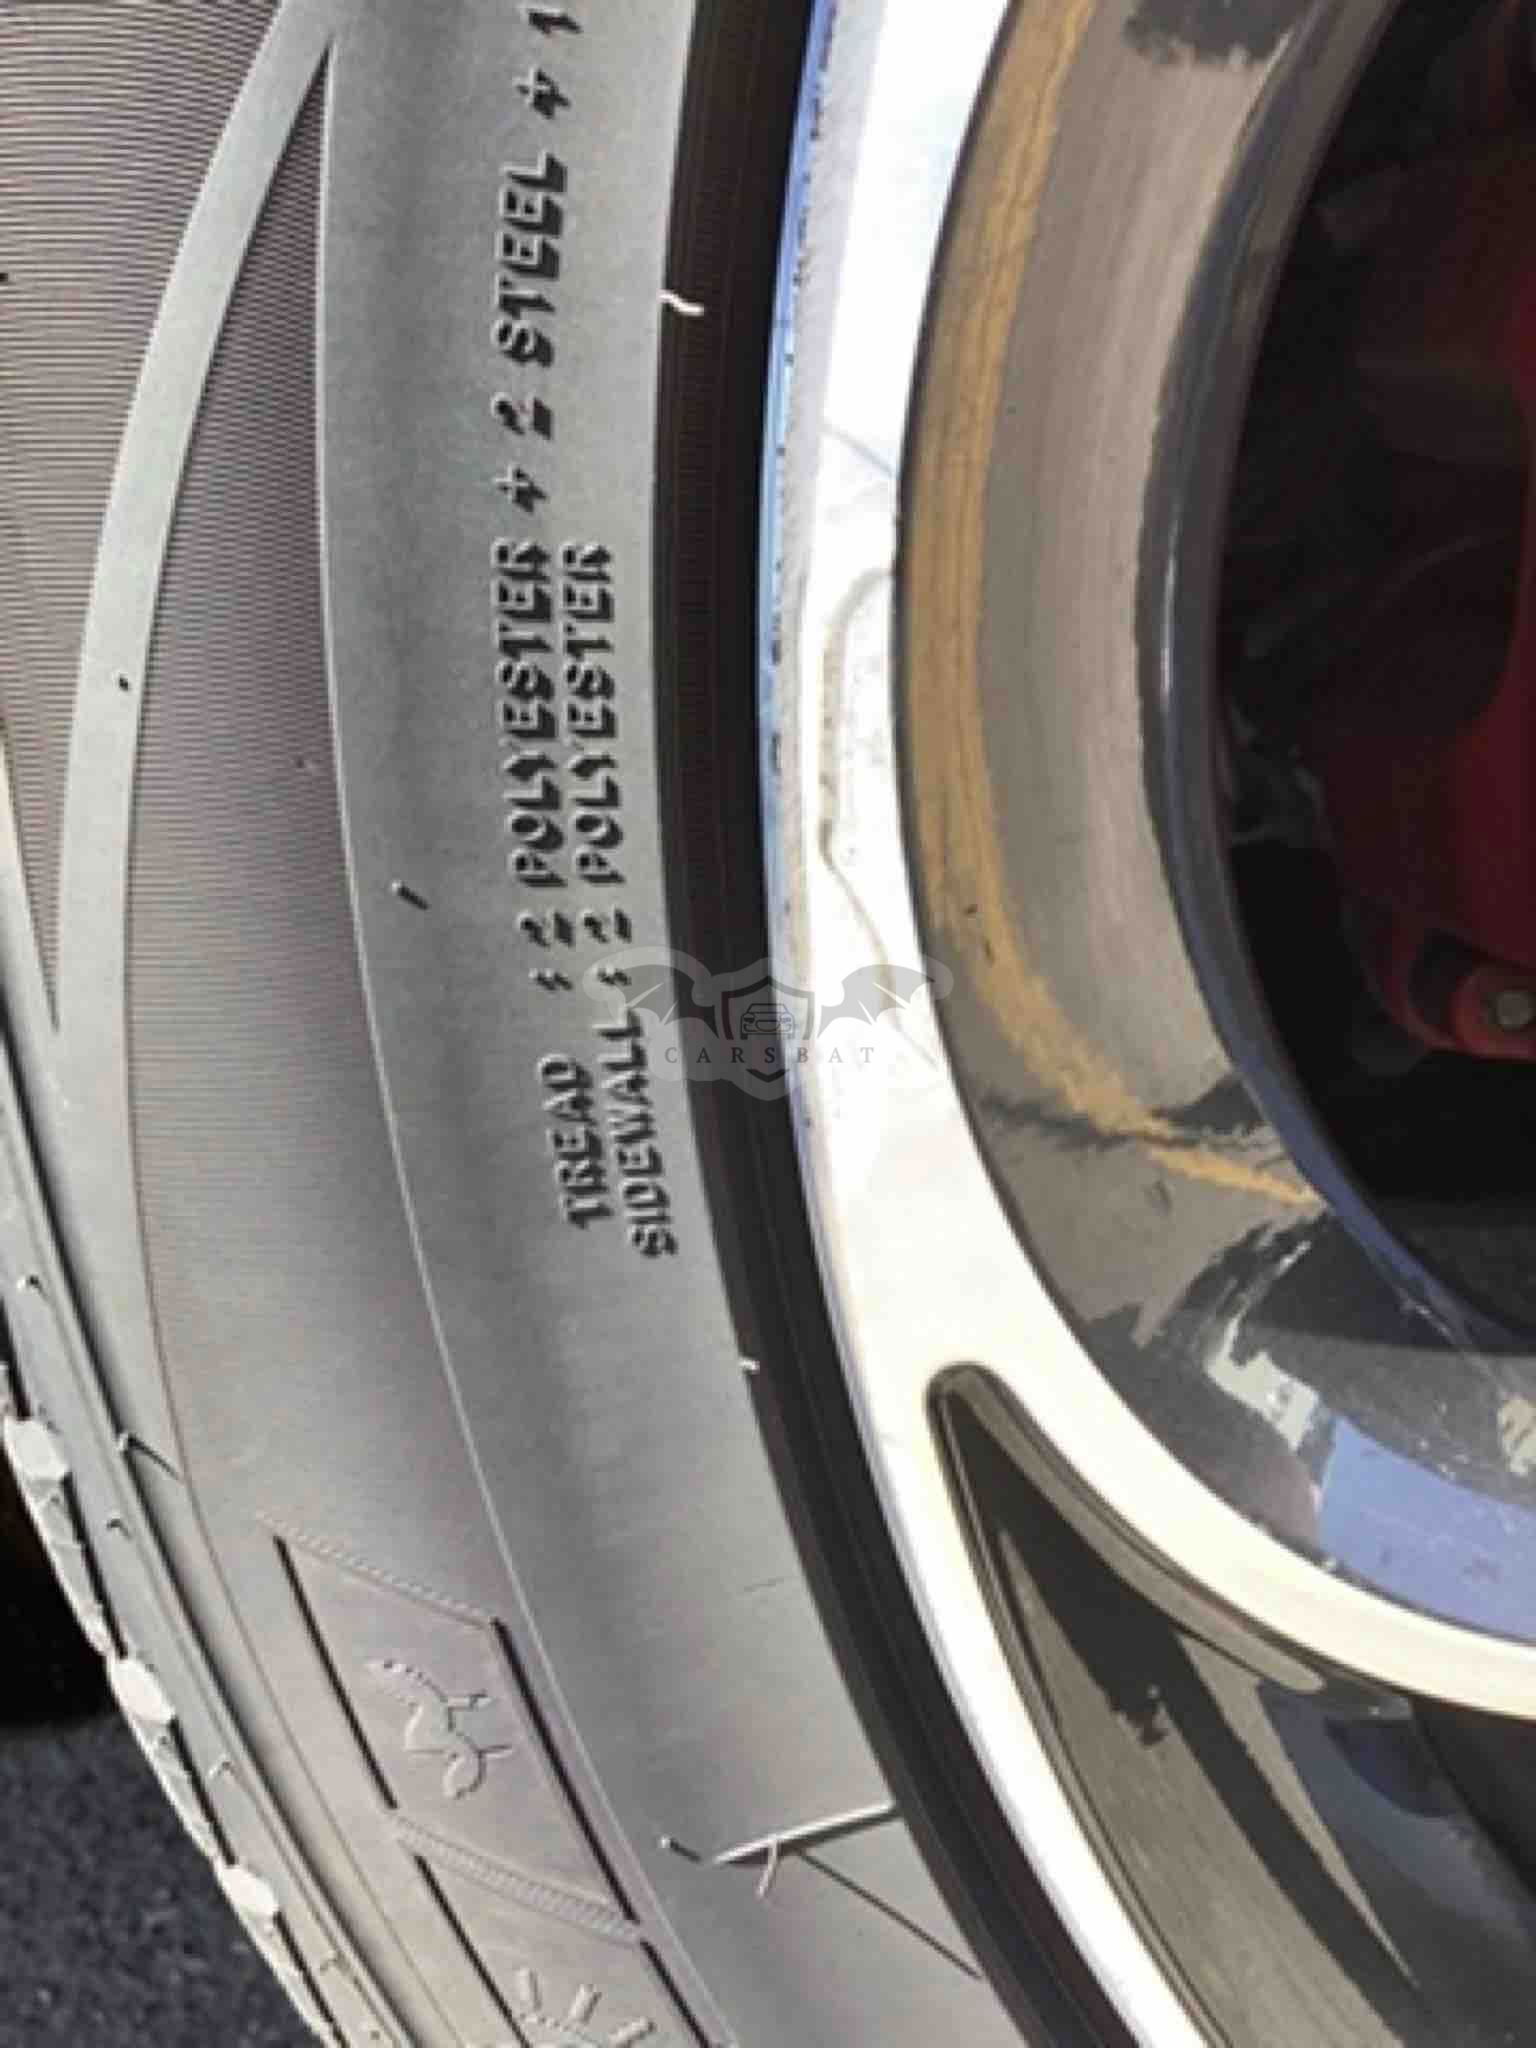 TREAD : 2 POLYESTER + 2 STEEL + 1
SIDEWALL : 2 POLYESTER
CARSBAT